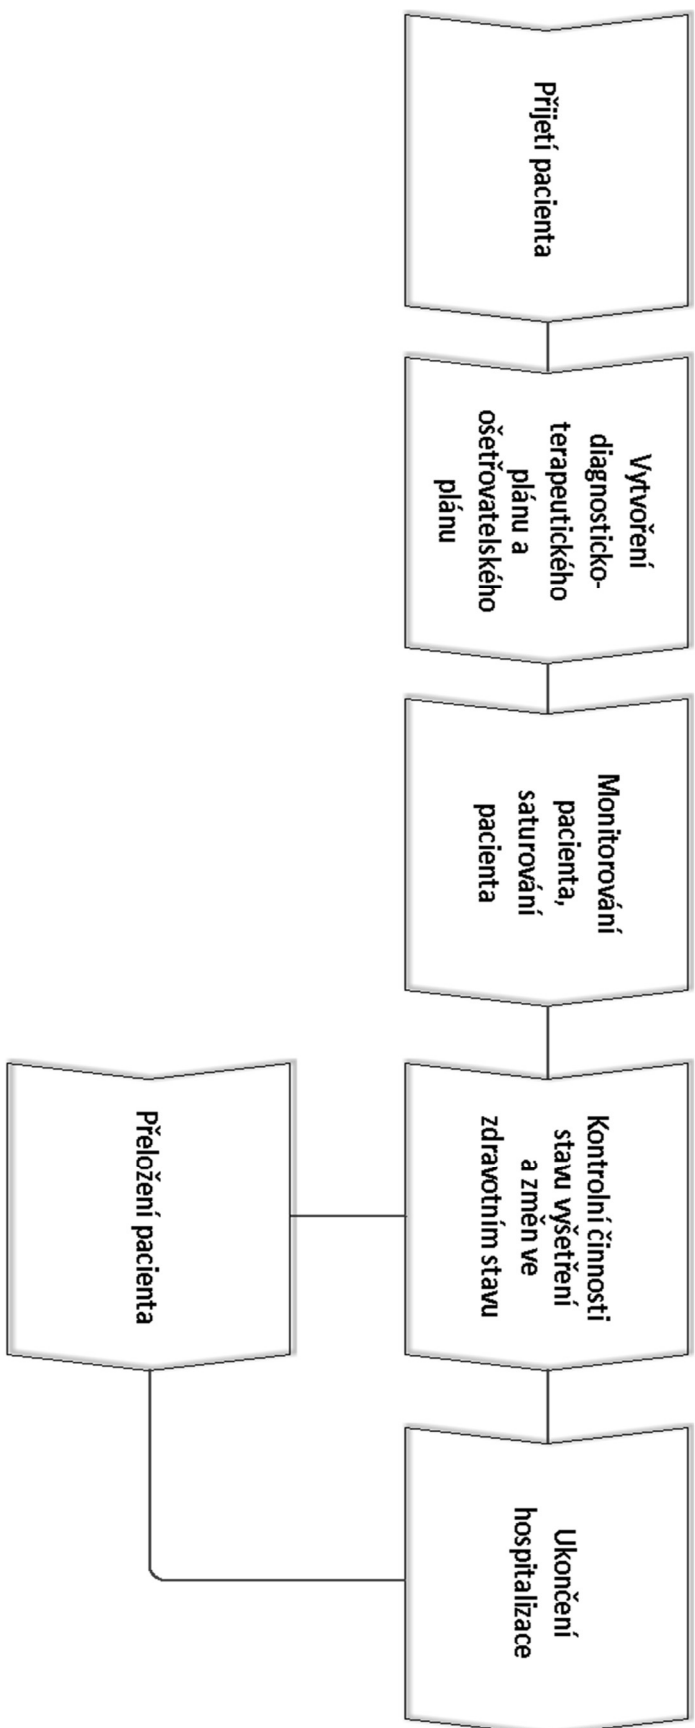 Přijetí pacienta
Vytvoření
diagnosticko-
terapeutického
plánu a
ošetřovatelského
plánu
Monitorování
pacienta,
saturování
pacienta
Kontrolní činnosti
stavu vyšetření
a změn ve
zdravotním stavu
Přeložení pacienta
Ukončení
hospitalizace